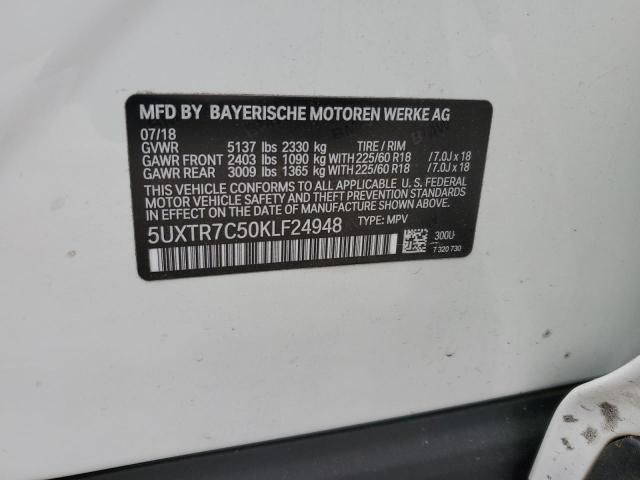 MFD BY BAYERISCHE MOTOREN WERKE AG
07/18
GVWR 5137 lbs 2330 kg TIRE / RIM
GAWR FRONT 2403 lbs 1090 kg WITH 225/60 R18 /7.0J x 18
GAWR REAR 3009 lbs 1365 kg WITH 225/60 R18 /7.0J x 18
THIS VEHICLE CONFORMS TO ALL APPLICABLE U.S. FEDERAL
MOTOR VEHICLE SAFETY, BUMPER, AND THEFT PREVENTION
STANDARDS IN EFFECT ON THE DATE OF MANUFACTURE SHOWN ABOVE.
5UXTR7C50KLF24948 TYPE: MPV
300U
7 320 730